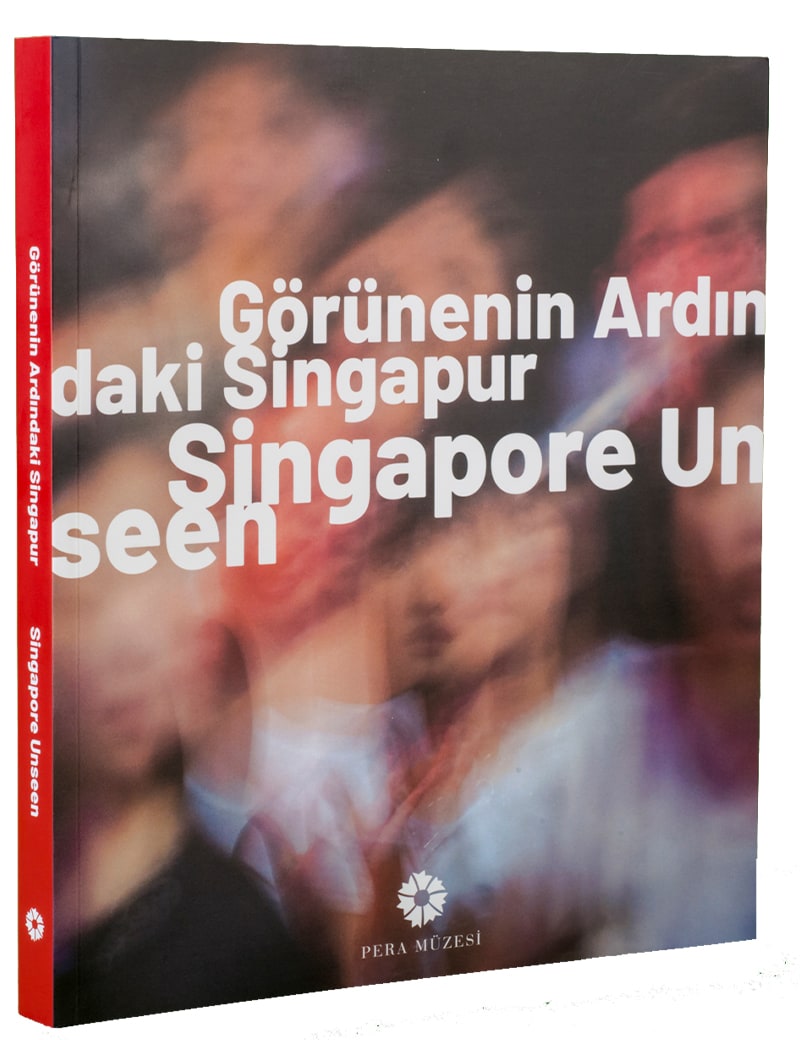 Görünenin Ardın
daki Singapur
Singapore Un
seen
PERA MÜZESİ
Görünenin Ardındaki Singapur
Singapore Unseen